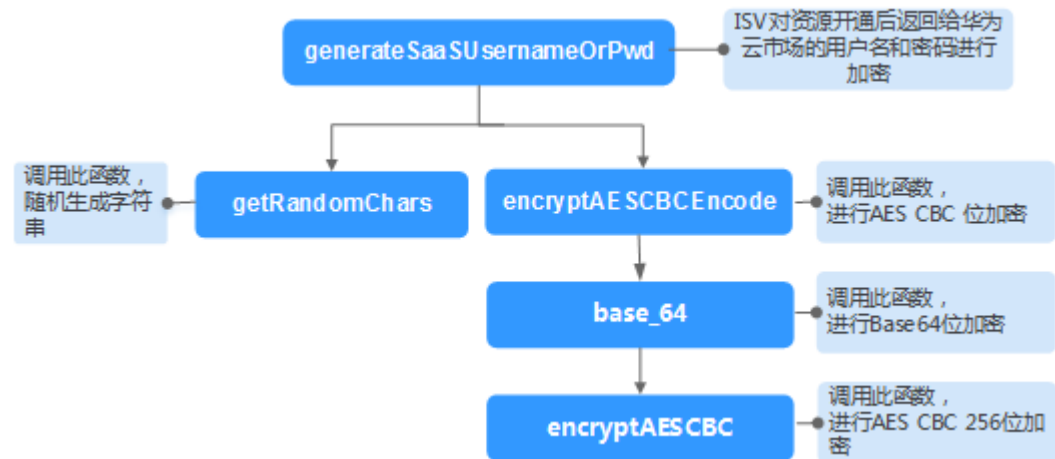 generateSaaSUsernameOrPwd
ISV对资源开通后返回给华为
云市场的用户名和密码进行
加密
调用此函数，
随机生成字符
串
getRandomChars
encryptAESCBCEncode
调用此函数，
进行AES CBC 位加密
base_64
调用此函数，
进行Base64位加密
encryptAESCBC
调用此函数，
进行AES CBC 256位加
密